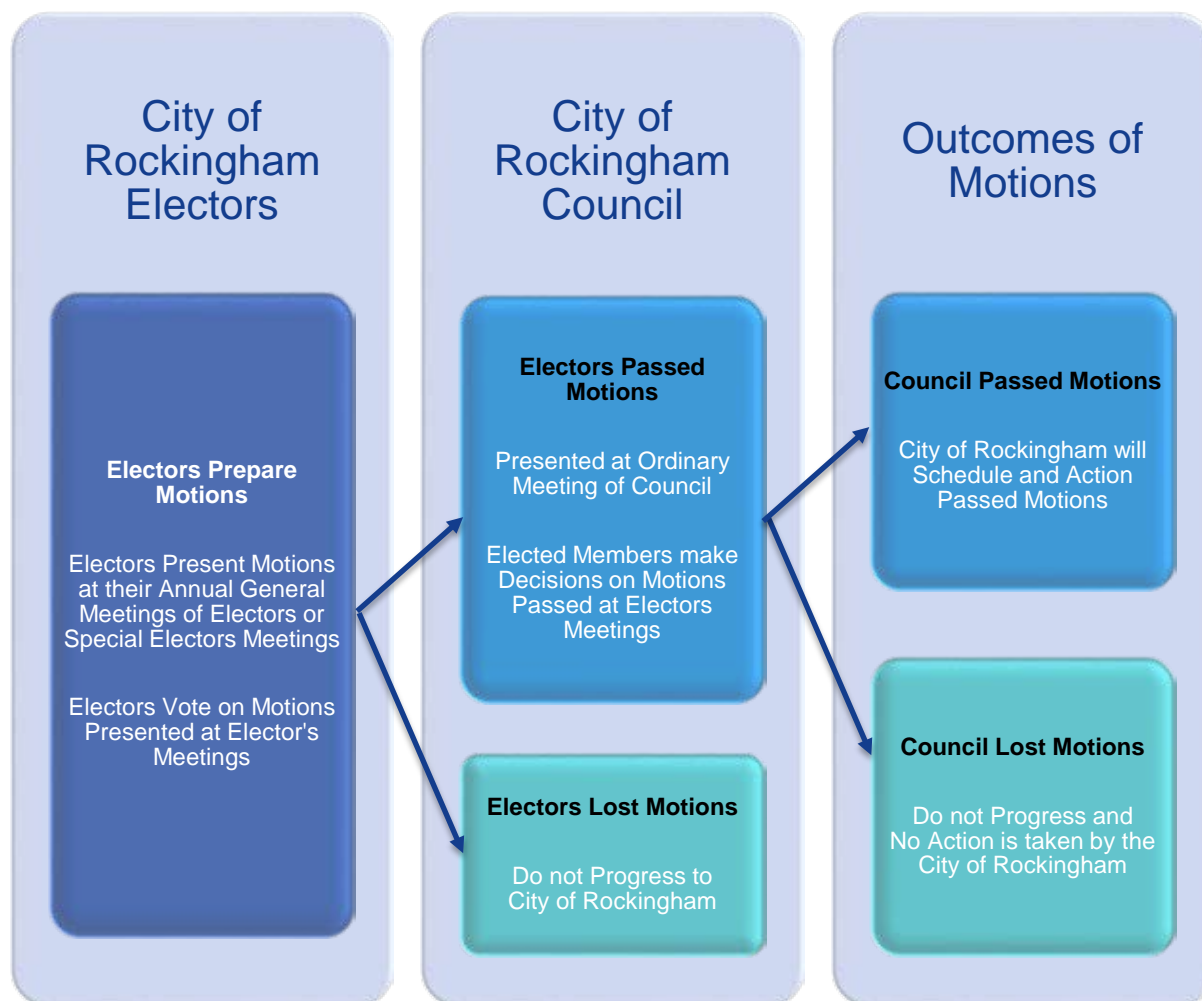 City of
Rockingham
Electors
Electors Prepare
Motions
Electors Present Motions
at their Annual General
Meetings of Electors or
Special Electors Meetings
Electors Vote on Motions
Presented at Elector's
Meetings
City of
Rockingham
Council
Electors Passed
Motions
Presented at Ordinary
Meeting of Council
Elected Members make
Decisions on Motions
Passed at Electors
Meetings
Electors Lost Motions
Do not Progress to
City of Rockingham
Outcomes of
Motions
Council Passed Motions
City of Rockingham will
Schedule and Action
Passed Motions
Council Lost Motions
Do not Progress and
No Action is taken by the
City of Rockingham